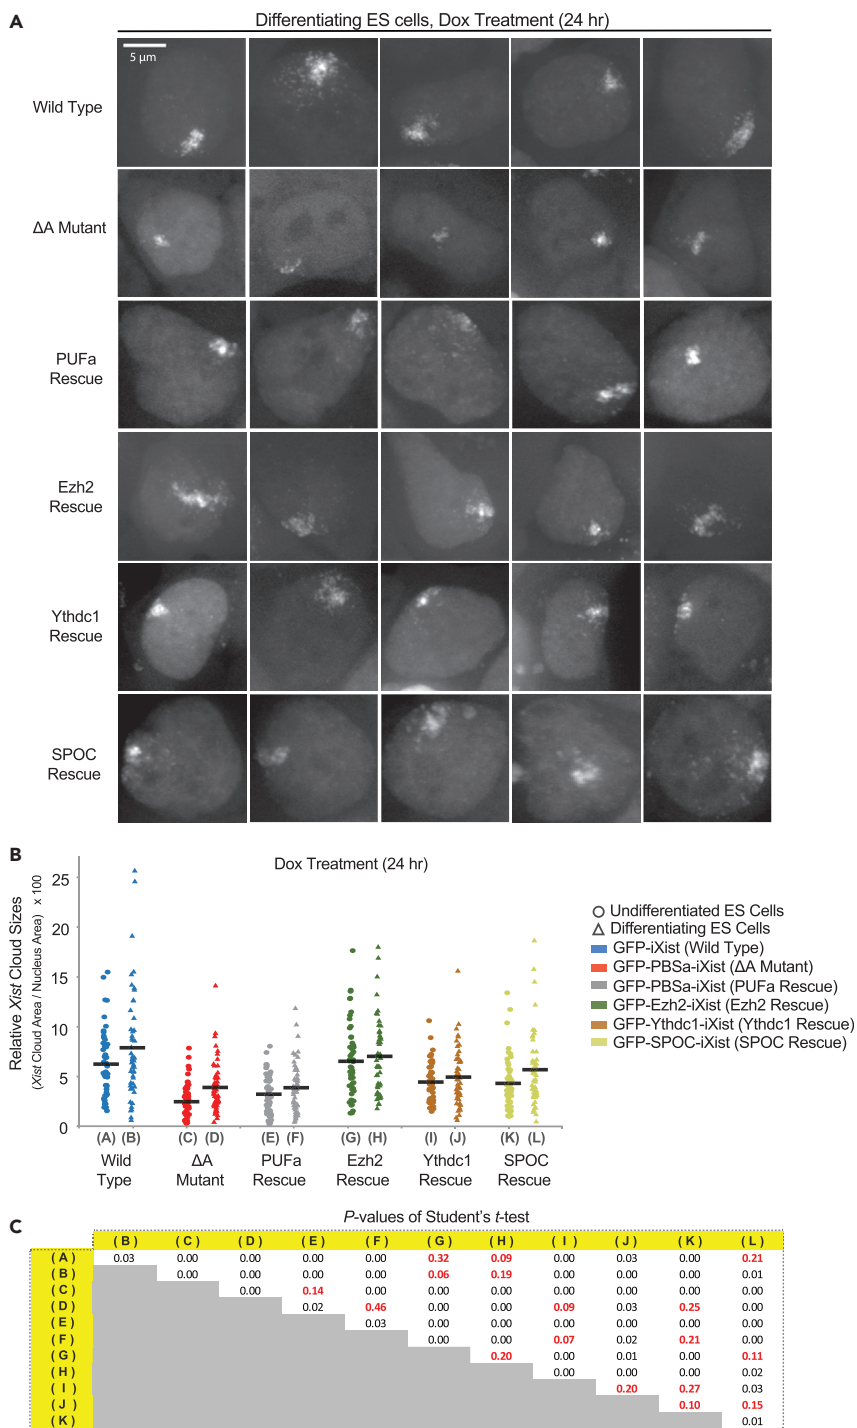 A
Differentiating ES cells, Dox Treatment (24 hr)
5 µm
Wild Type
ΔA Mutant
PUFa
Rescue
Ezh2
Rescue
Ythdc1
Rescue
SPOC
Rescue
B
Dox Treatment (24 hr)
Relative Xist Cloud Sizes
(Xist Cloud Area / Nucleus Area) x 100
25
20
15
10
5
0
(A) (B) (C) (D) (E) (F) (G) (H) (I) (J) (K) (L)
Wild
Type
ΔA
Mutant
PUFa
Rescue
Ezh2
Rescue
Ythdc1
Rescue
SPOC
Rescue
Undifferentiated ES Cells
Differentiating ES Cells
GFP-iXist (Wild Type)
GFP-PBSa-iXist (ΔA Mutant)
GFP-PBSa-iXist (PUFa Rescue)
GFP-Ezh2-iXist (Ezh2 Rescue)
GFP-Ythdc1-iXist (Ythdc1 Rescue)
GFP-SPOC-iXist (SPOC Rescue)
C
P-values of Student's t-test
( B ) ( C ) ( D ) ( E ) ( F ) ( G ) ( H ) ( I ) ( J ) ( K ) ( L )
( A ) 0.03 0.00 0.00 0.00 0.00 0.32 0.09 0.00 0.03 0.00 0.21
( B ) 0.00 0.00 0.00 0.00 0.06 0.19 0.00 0.00 0.00 0.01
( C ) 0.00 0.14 0.00 0.00 0.00 0.00 0.00 0.00 0.00
( D ) 0.02 0.46 0.00 0.00 0.09 0.03 0.25 0.00
( E ) 0.03 0.00 0.00 0.00 0.00 0.00 0.00
( F ) 0.00 0.00 0.07 0.02 0.21 0.00
( G ) 0.20 0.00 0.01 0.00 0.11
( H ) 0.00 0.00 0.00 0.02
( I ) 0.20 0.27 0.03
( J ) 0.10 0.15
( K ) 0.01